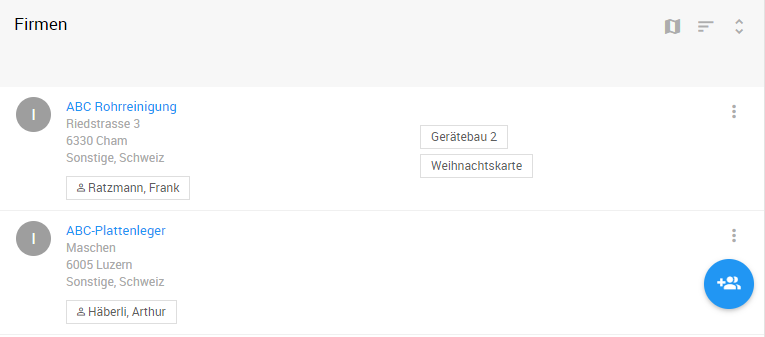 Firmen
I
ABC Rohrreinigung
Riedstrasse 3
6330 Cham
Sonstige, Schweiz
Ratzmann, Frank
Gerätebau 2
Weihnachtskarte
I
ABC-Plattenleger
Maschen
6005 Luzern
Sonstige, Schweiz
Häberli, Arthur